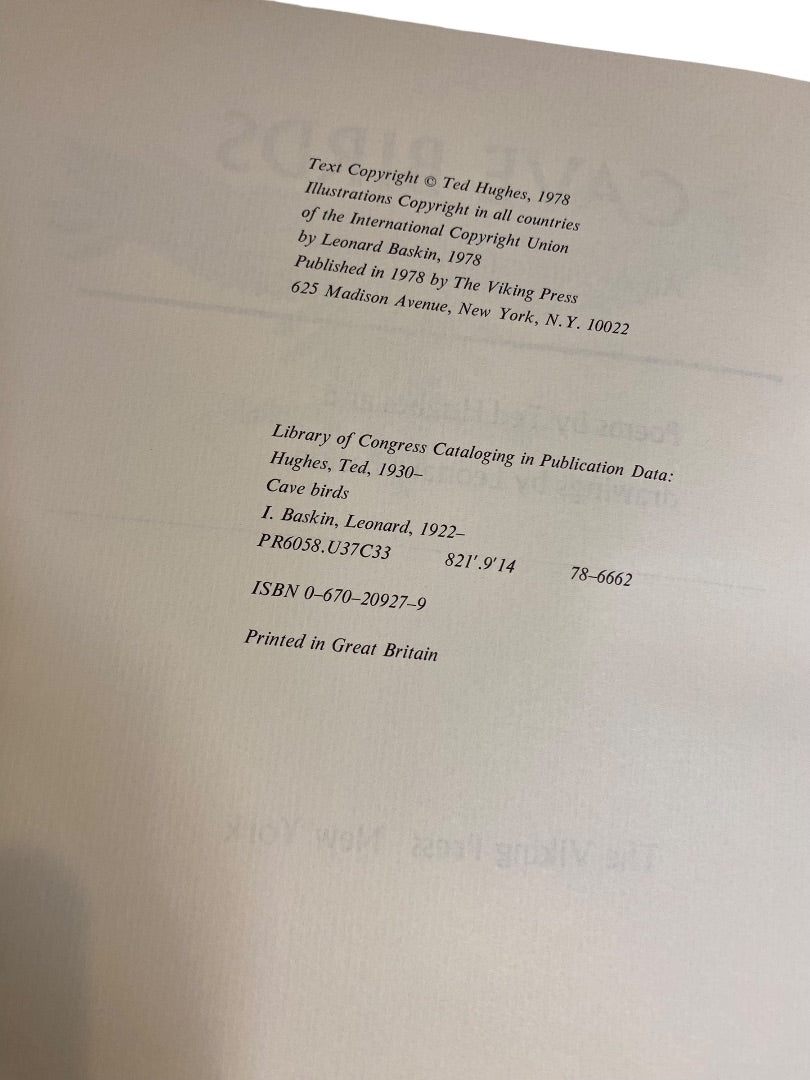 Text Copyright © Ted Hughes, 1978
Illustrations Copyright in all countries
of the International Copyright Union
by Leonard Baskin, 1978
Published in 1978 by The Viking Press
625 Madison Avenue, New York, N.Y. 10022
Library of Congress Cataloging in Publication Data:
Hughes, Ted, 1930–
Cave birds
I. Baskin, Leonard, 1922–
PR6058.U37C33 821'.9'14 78–6662
ISBN 0–670–20927–9
Printed in Great Britain